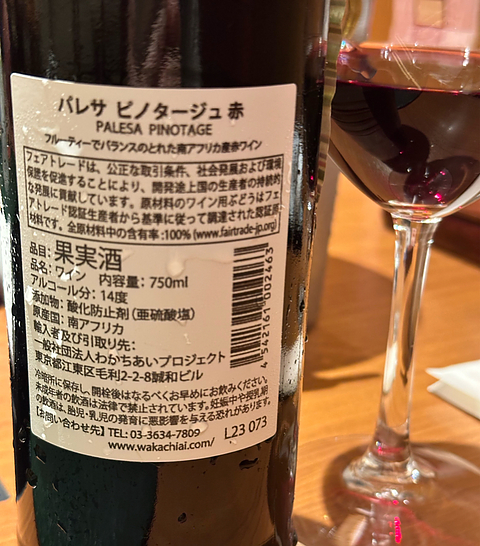 パレサ ピノタージュ 赤
PALESA PINOTAGE
フルーティーでバランスのとれた南アフリカ産赤ワイン
フェアトレードは、公正な取引条件、社会発展および環境
保護を促進することにより、開発途上国の生産者の持続的
な発展に貢献しています。原材料のワイン用ぶどうはフェ
アトレード認証生産者から基準に従って調達された認証原
材料です。全原材料中の含有率:100% (www.fairtrade-jp.org)
品目:果実酒
品名:ワイン 内容量:750ml
アルコール分:14度
添加物:酸化防止剤(亜硫酸塩)
原産国:南アフリカ
輸入者及び引取り先:
一般社団法人わかちあいプロジェクト
東京都江東区毛利2-2-8誠和ビル
冷暗所に保存し、開栓後はなるべくお早めにお飲みください。
未成年者の飲酒は法律で禁止されています。妊娠中や授乳期
の飲酒は、胎児・乳児の発育に悪影響を与える恐れがあります。
【お問い合わせ先】TEL:03-3634-7809
www.wakachiai.com/ L23 073
4 542161 002463